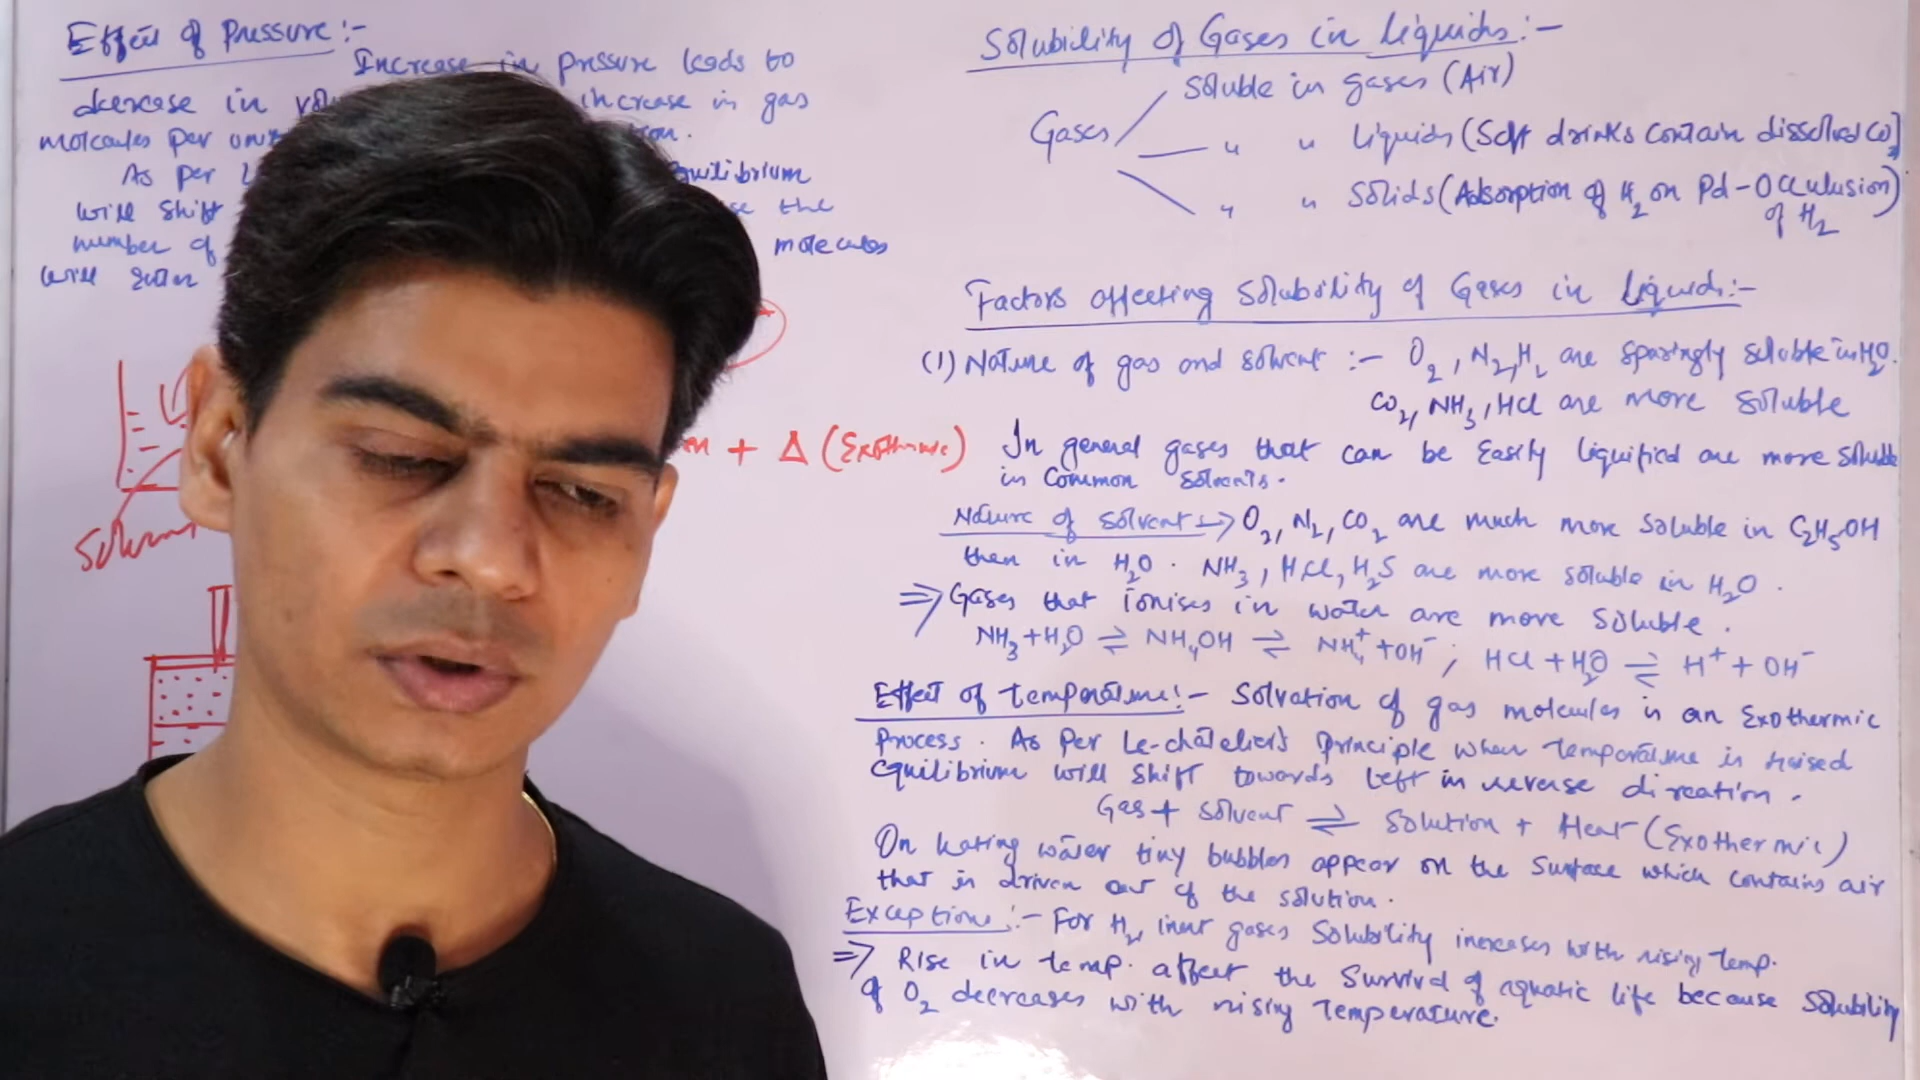 Effect of Pressure :-
Increase in pressure leads to
decrease in increase in gas
molecules per
As per equilibrium
will shift the
number of molecules
will
+ Δ (Exothermic)
Solubility of Gases in liquids :-
Soluble in gases (Air)
Gases
" " Liquids (Soft drinks contain dissolved CO2)
" " Solids (Adsorption of H2 on Pd - Occulusion)
of H2
Factors affecting solubility of Gases in liquids :-
(1) Nature of gas and solvent :- O2, N2, H2 are sparingly soluble in H2O.
CO2, NH3, HCl are more soluble
In general gases that can be easily liquified are more soluble
in common solvents.
Nature of solvent → O2, N2, CO2 are much more soluble in C2H5OH
then in H2O. NH3, HCl, H2S are more soluble in H2O.
⇒ Gases that ionises in water are more soluble.
NH3 + H2O ⇌ NH4OH ⇌ NH4+ + OH- ; HCl + H2O ⇌ H+ + OH-
Effect of temperature :- Solvation of gas molecules is an Exothermic
Process. As per Le-chatelier's Principle when temperature is raised
equilibrium will shift towards left in reverse direction.
Gas + solvent ⇌ Solution + Heat (Exothermic)
On heating water tiny bubbles appear on the surface which contains air
that is driven out of the solution.
Exceptions :- For H2, inert gases solubility increases with rising temp.
⇒ Rise in temp. affect the survival of aquatic life because solubility
of O2 decreases with rising temperature.